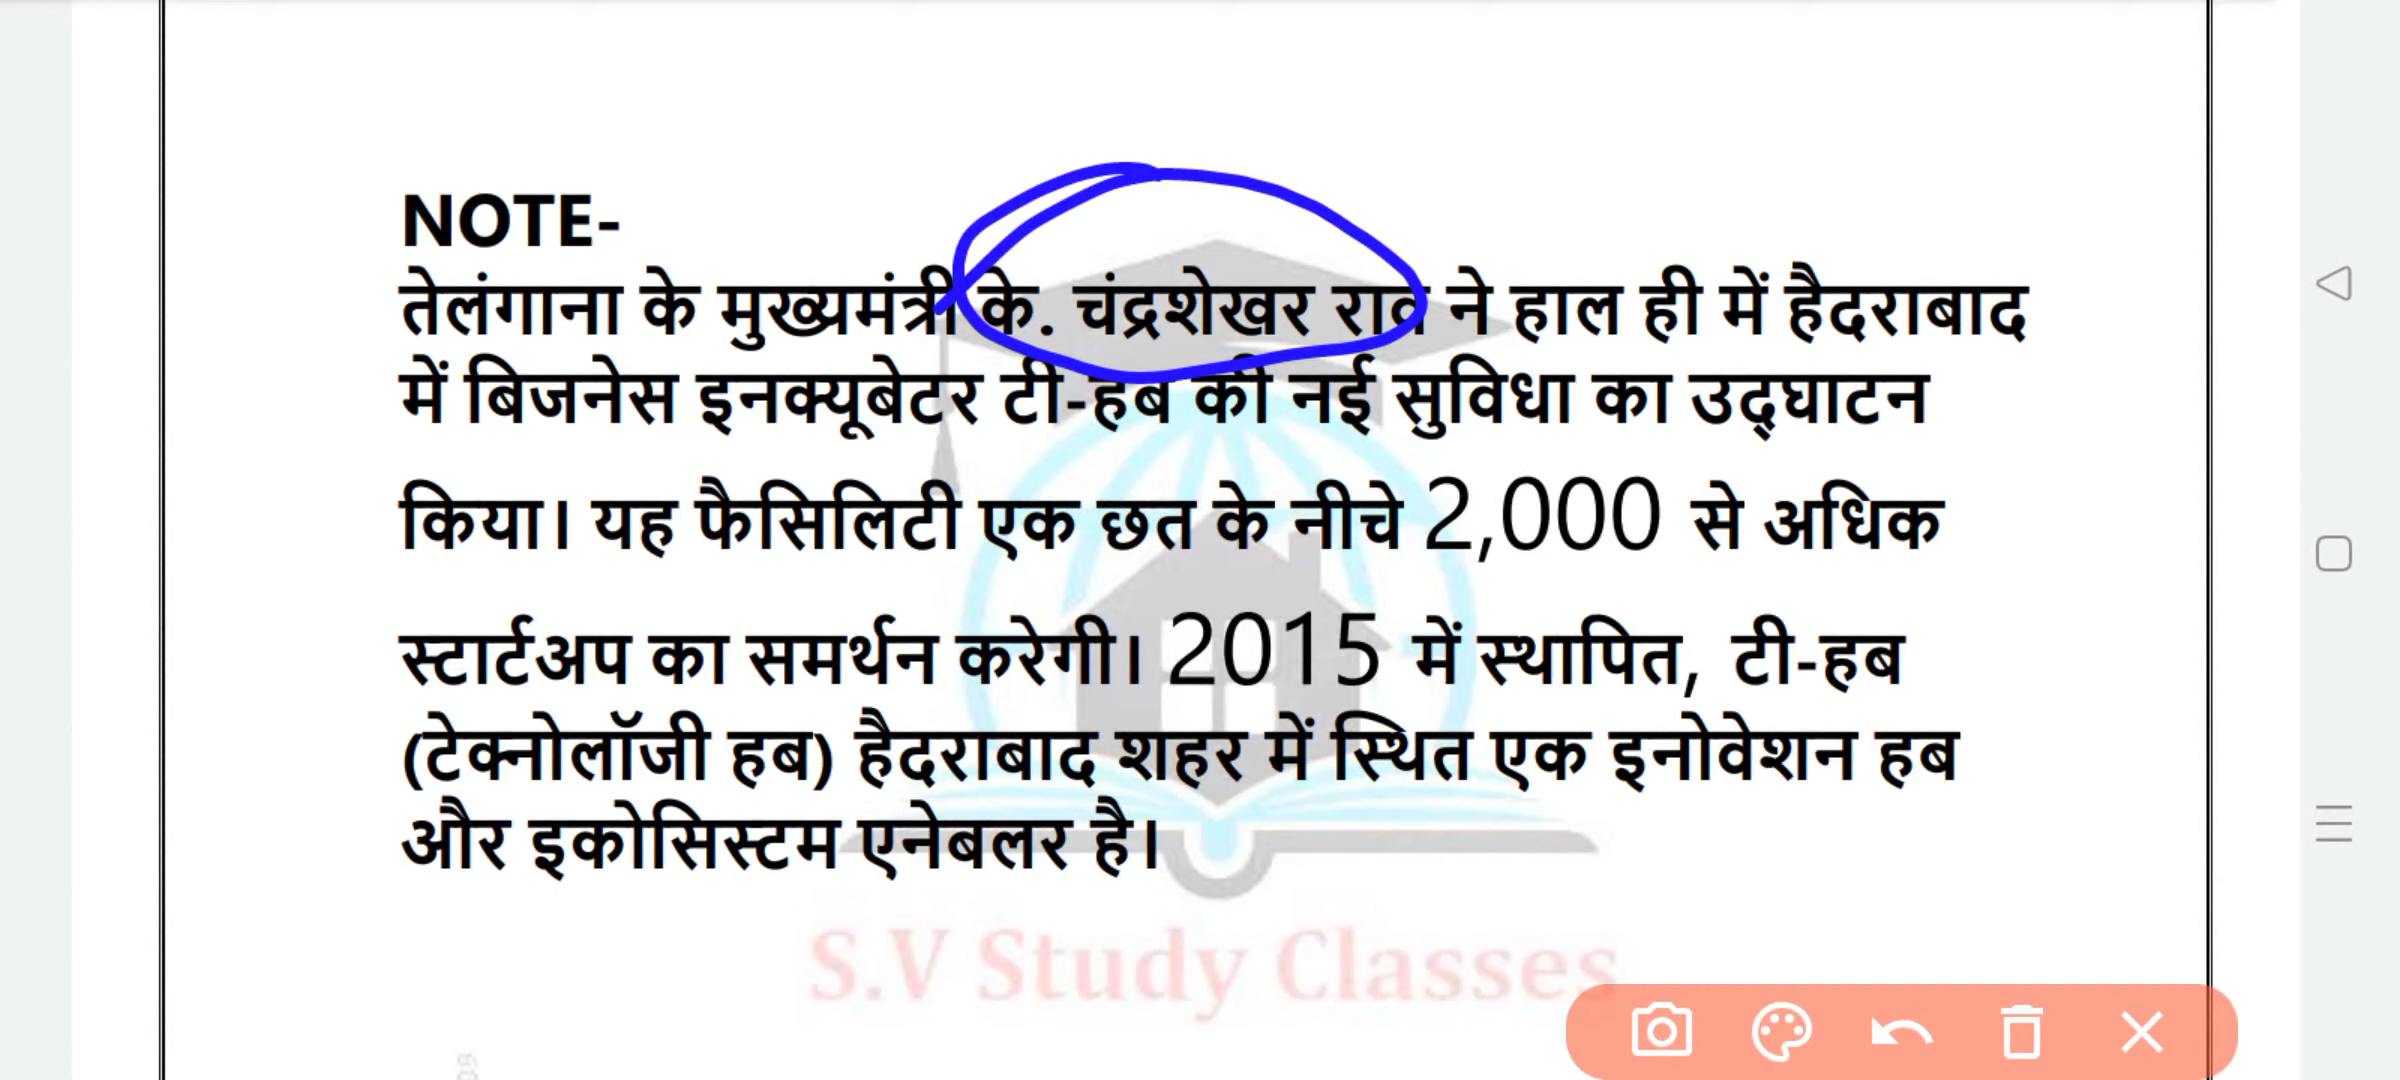 NOTE-
तेलंगाना के मुख्यमंत्री के. चंद्रशेखर राव ने हाल ही में हैदराबाद
में बिजनेस इनक्यूबेटर टी-हब की नई सुविधा का उद्घाटन
किया। यह फैसिलिटी एक छत के नीचे 2,000 से अधिक
स्टार्टअप का समर्थन करेगी। 2015 में स्थापित, टी-हब
(टेक्नोलॉजी हब) हैदराबाद शहर में स्थित एक इनोवेशन हब
और इकोसिस्टम एनेबलर है।
S.V Study Classes